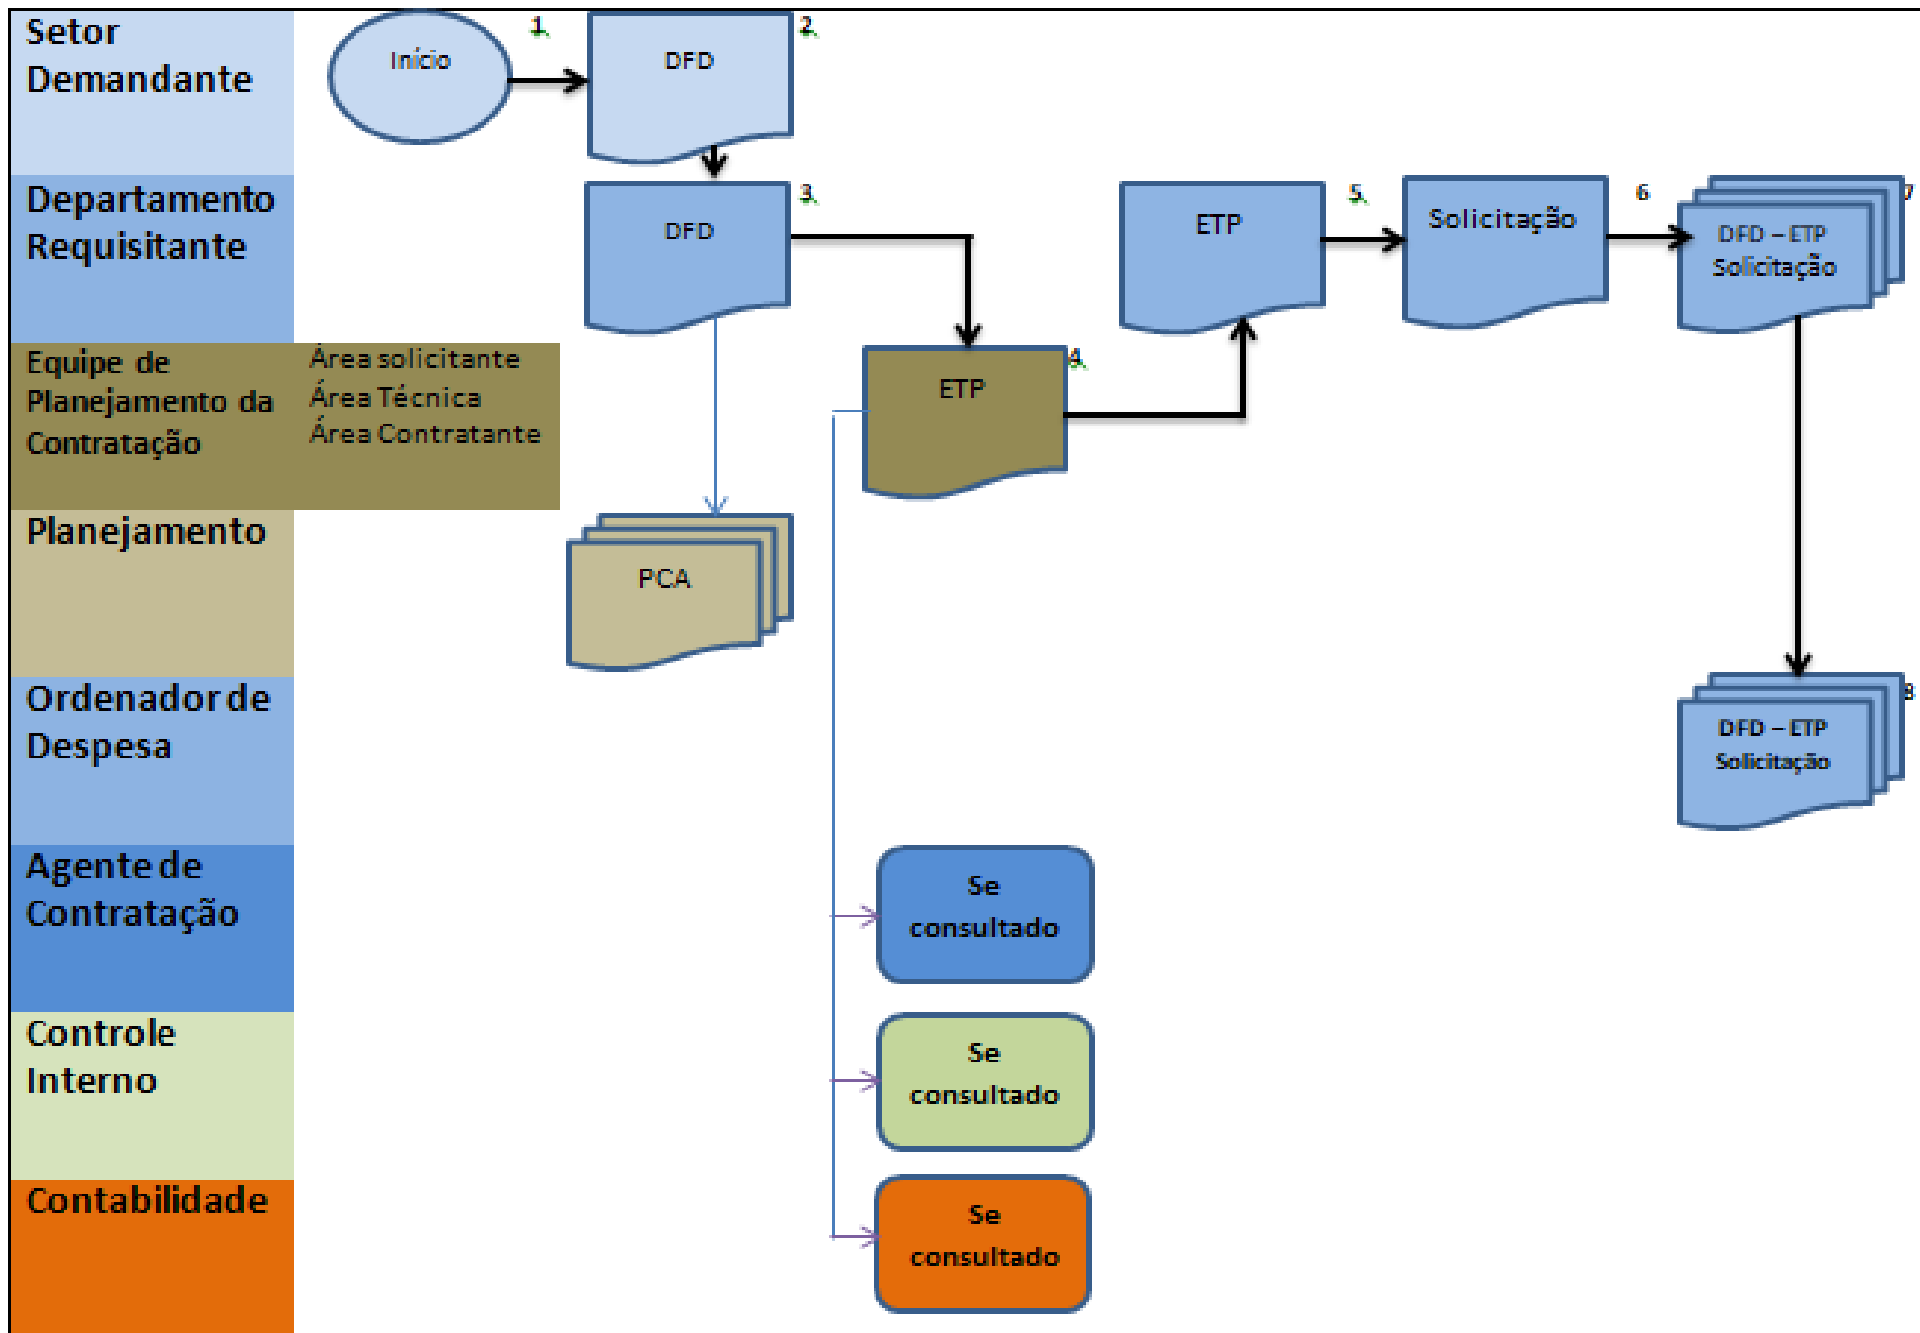 Setor
Demandante
Início
1.
DFD
2.
Departamento
Requisitante
DFD
3.
ETP
5.
Solicitação
6
DFD – ETP
Solicitação
7
Equipe de
Planejamento da
Contratação
Área solicitante
Área Técnica
Área Contratante
ETP
4.
Planejamento
PCA
Ordenador de
Despesa
DFD – ETP
Solicitação
8
Agente de
Contratação
Se
consultado
Controle
Interno
Se
consultado
Contabilidade
Se
consultado